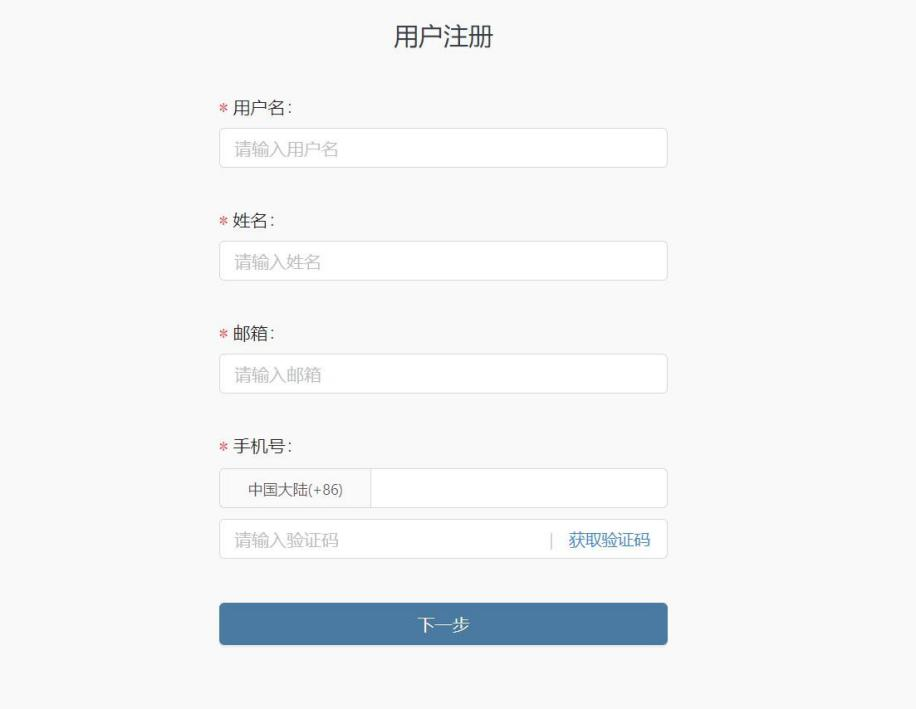 用户注册
* 用户名:
请输入用户名
* 姓名:
请输入姓名
* 邮箱:
请输入邮箱
* 手机号:
中国大陆(+86)
请输入验证码 | 获取验证码
下一步